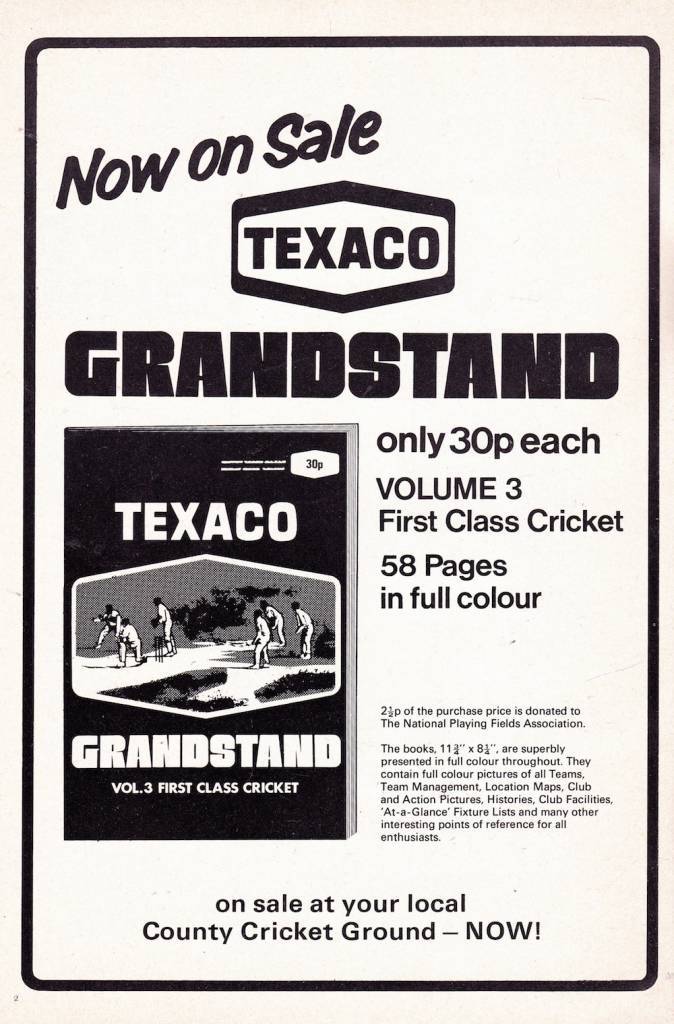 Now on Sale
TEXACO
GRANDSTAND
only 30p each
VOLUME 3
First Class Cricket
58 Pages
in full colour
30p
TEXACO
GRANDSTAND
VOL.3 FIRST CLASS CRICKET
2½p of the purchase price is donated to
The National Playing Fields Association.
The books, 11¾" x 8¼", are superbly
presented in full colour throughout. They
contain full colour pictures of all Teams,
Team Management, Location Maps, Club
and Action Pictures, Histories, Club Facilities,
'At-a-Glance' Fixture Lists and many other
interesting points of reference for all
enthusiasts.
on sale at your local
County Cricket Ground – NOW!
2